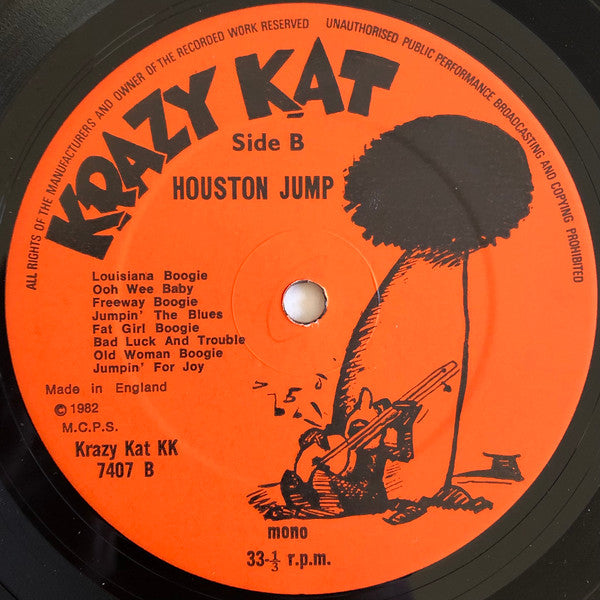 ALL RIGHTS OF THE MANUFACTURERS AND OWNER OF THE RECORDED WORK RESERVED
UNAUTHORISED PUBLIC PERFORMANCE BROADCASTING AND COPYING PROHIBITED
KRAZY KAT
Side B
HOUSTON JUMP
Louisiana Boogie
Ooh Wee Baby
Freeway Boogie
Jumpin' The Blues
Fat Girl Boogie
Bad Luck And Trouble
Old Woman Boogie
Jumpin' For Joy
Made in England
© 1982
M.C.P.S.
Krazy Kat KK
7407 B
mono
33-1/3 r.p.m.